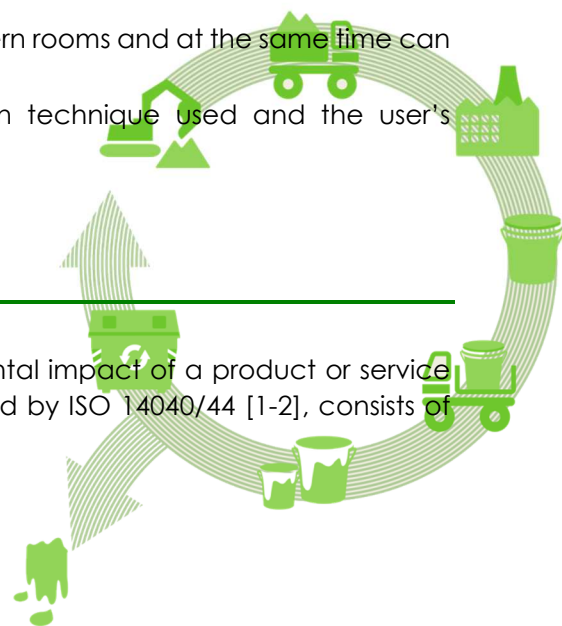 ern rooms and at the same time can
n technique used and the user's
ntal impact of a product or service
d by ISO 14040/44 [1-2], consists of